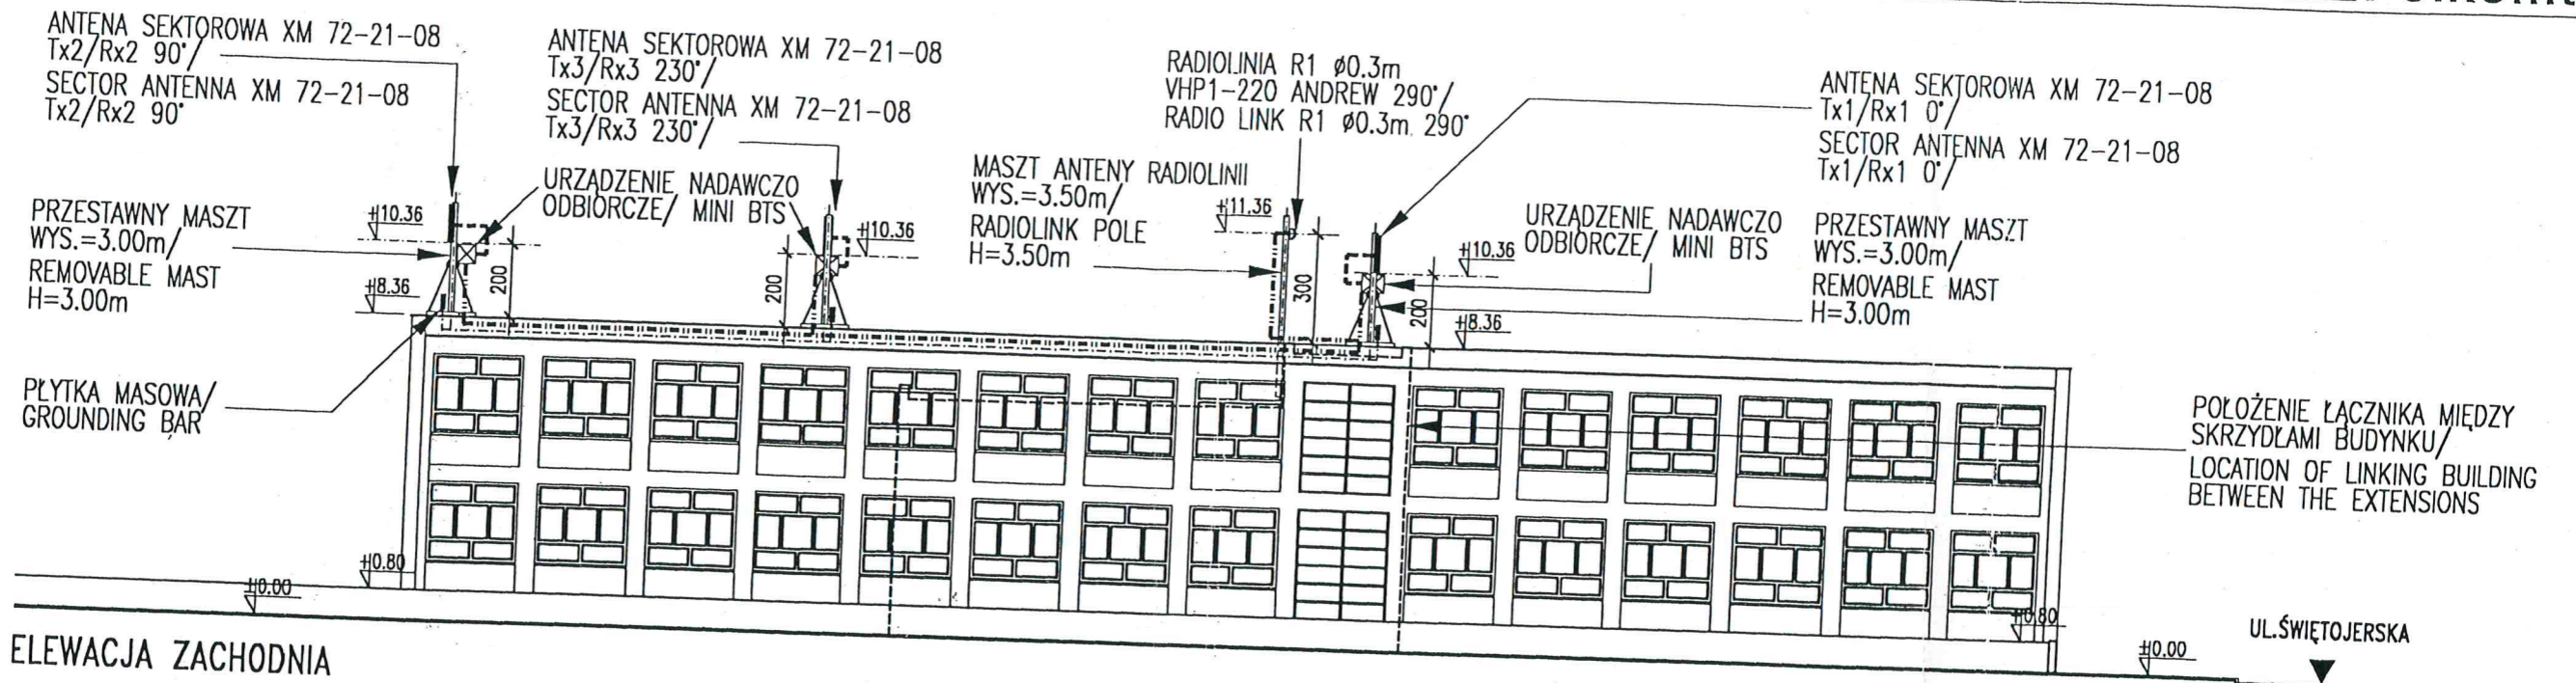 ANTENA SEKTOROWA XM 72-21-08
Tx2/Rx2 90°/
SECTOR ANTENNA XM 72-21-08
Tx2/Rx2 90°
ANTENA SEKTOROWA XM 72-21-08
Tx3/Rx3 230°/
SECTOR ANTENNA XM 72-21-08
Tx3/Rx3 230°/
RADIOLINIA R1 ø0.3m
VHP1-220 ANDREW 290°/
RADIO LINK R1 ø0.3m. 290°
ANTENA SEKTOROWA XM 72-21-08
Tx1/Rx1 0°/
SECTOR ANTENNA XM 72-21-08
Tx1/Rx1 0°/
PRZESTAWNY MASZT
WYS.=3.00m/
REMOVABLE MAST
H=3.00m
URZĄDZENIE NADAWCZO
ODBIORCZE/ MINI BTS
MASZT ANTENY RADIOLINII
WYS.=3.50m/
RADIOLINK POLE
H=3.50m
URZĄDZENIE NADAWCZO
ODBIORCZE/ MINI BTS
PRZESTAWNY MASZT
WYS.=3.00m/
REMOVABLE MAST
H=3.00m
+10.36
+8.36
200
200
+10.36
+11.36
300
200
+10.36
+8.36
PŁYTKA MASOWA/
GROUNDING BAR
POŁOŻENIE ŁĄCZNIKA MIĘDZY
SKRZYDŁAMI BUDYNKU/
LOCATION OF LINKING BUILDING
BETWEEN THE EXTENSIONS
+0.80
±0.00
+0.80
±0.00
UL.ŚWIĘTOJERSKA
ELEWACJA ZACHODNIA